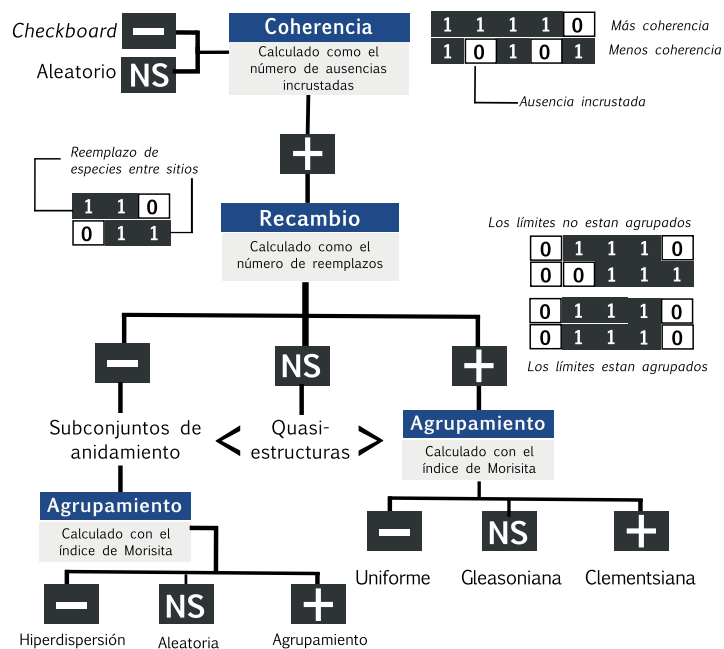 Checkboard
Aleatorio NS
Coherencia
Calculado como el
número de ausencias
incrustadas
1 1 1 1 0 Más coherencia
1 0 1 0 1 Menos coherencia
Ausencia incrustada
+
Reemplazo de
especies entre sitios
1 1 0
0 1 1
Recambio
Calculado como el
número de reemplazos
Los límites no estan agrupados
0 1 1 1 0
0 0 1 1 1
0 1 1 1 0
0 1 1 1 0
Los límites estan agrupados
− NS +
Subconjuntos de
anidamiento
< Quasi- >
estructuras
Agrupamiento
Calculado con el
índice de Morisita
Agrupamiento
Calculado con el
índice de Morisita
− NS +
Uniforme Gleasoniana Clementsiana
− NS +
Hiperdispersión Aleatoria Agrupamiento